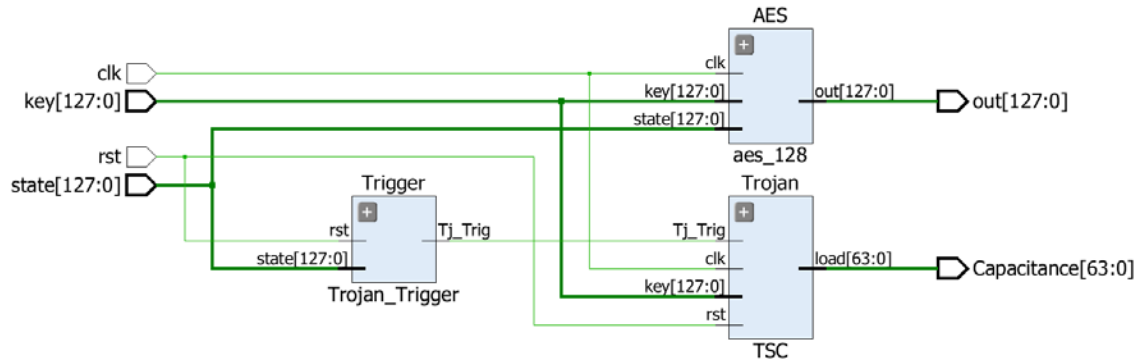 AES
clk
clk
key[127:0]
key[127:0]
out[127:0]
out[127:0]
state[127:0]
rst
aes_128
state[127:0]
Trigger
Trojan
rst
Tj_Trig
Tj_Trig
state[127:0]
clk
load[63:0]
Capacitance[63:0]
Trojan_Trigger
key[127:0]
rst
TSC